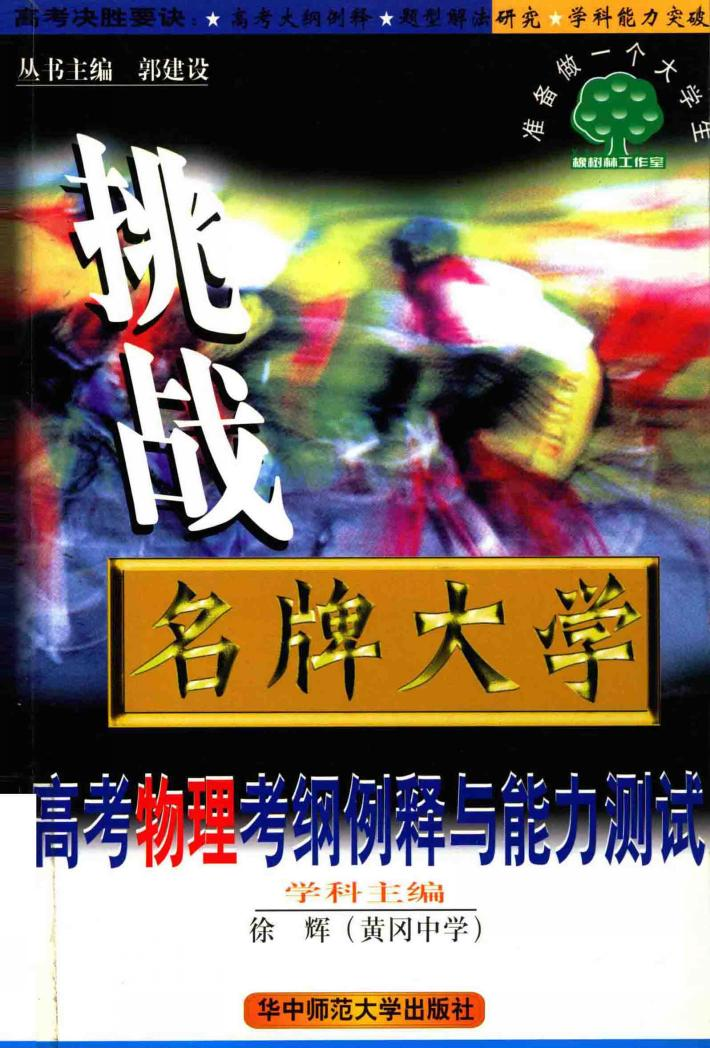 高考决胜要诀：★高考大纲例释★题型解法研究★学科能力突破
丛书主编 郭建设
准备做一个大学生
橡树林工作室
挑战
名牌大学
高考物理考纲例释与能力测试
学科主编
徐 辉（黄冈中学）
华中师范大学出版社